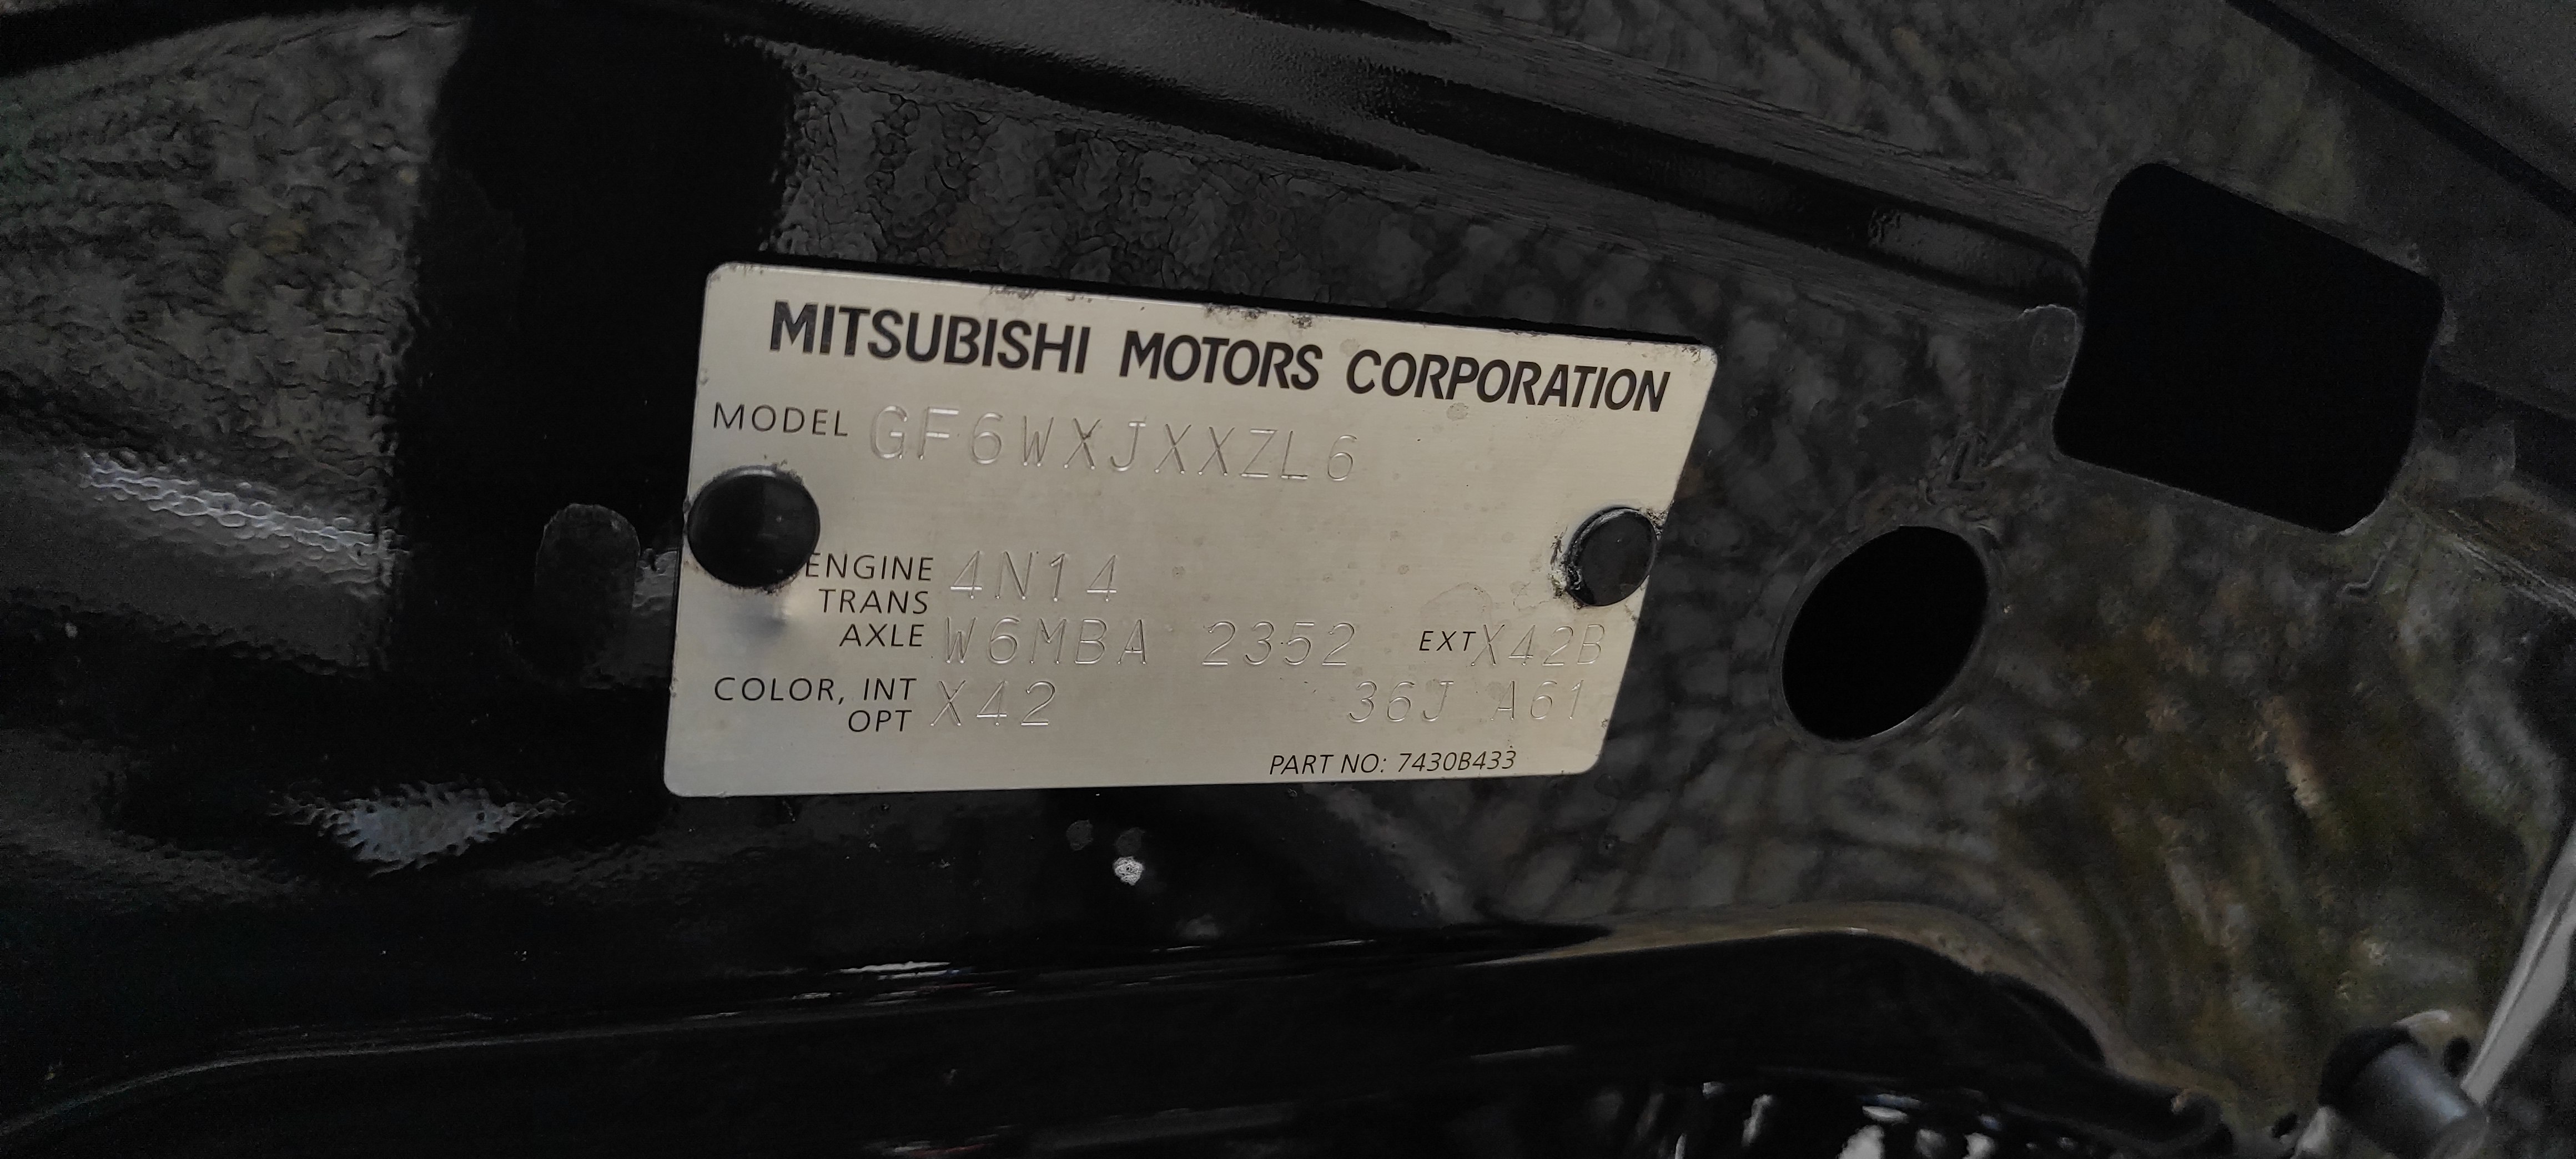 MITSUBISHI MOTORS CORPORATION
MODEL GF6WXJXXZL6
ENGINE 4N14
TRANS
AXLE W6MBA 2352 EXT X42B
COLOR, INT
OPT X42 36J A61
PART NO: 7430B433